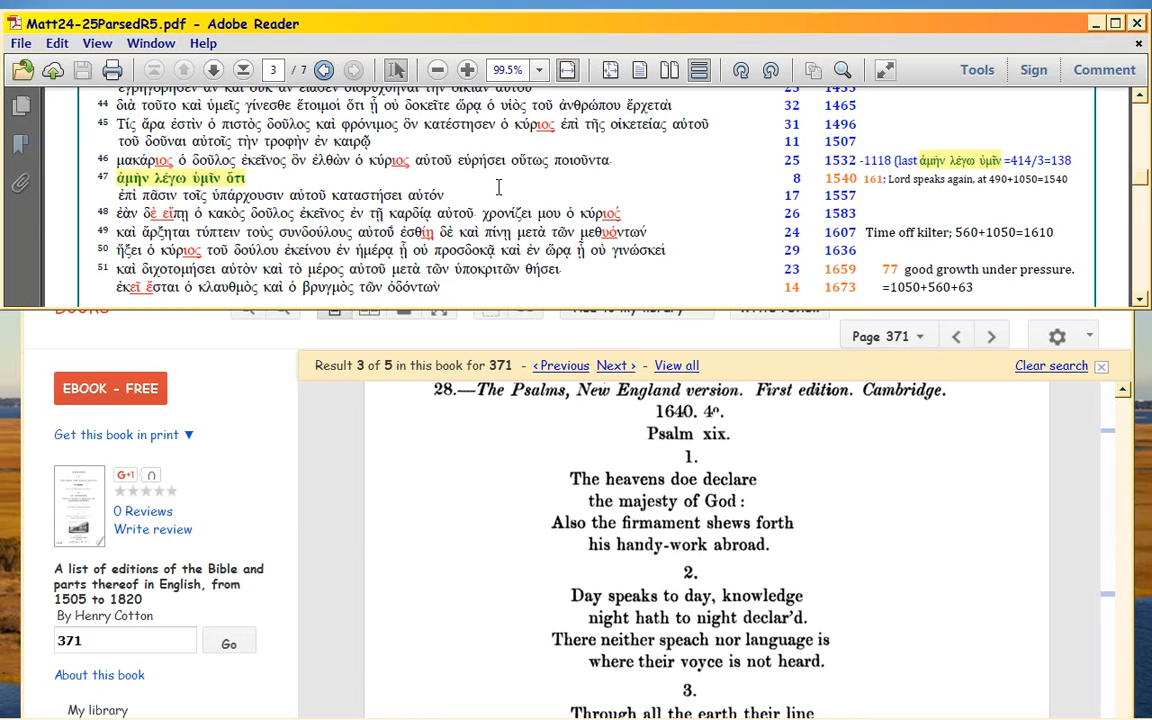 Matt24-25ParsedR5.pdf - Adobe Reader
File Edit View Window Help
3 / 7 99.5% Tools Sign Comment
44 διὰ τοῦτο καὶ ὑμεῖς γίνεσθε ἕτοιμοί ὅτι ᾗ οὐ δοκεῖτε ὥρᾳ ὁ υἱὸς τοῦ ἀνθρώπου ἔρχεταὶ 32 1465
45 Τίς ἄρα ἐστὶν ὁ πιστὸς δοῦλος καὶ φρόνιμος ὃν κατέστησεν ὁ κύριος ἐπὶ τῆς οἰκετείας αὐτοῦ 31 1496
τοῦ δοῦναι αὐτοῖς τὴν τροφὴν ἐν καιρῷ 11 1507
46 μακάριος ὁ δοῦλος ἐκεῖνος ὃν ἐλθὼν ὁ κύριος αὐτοῦ εὑρήσει οὕτως ποιοῦντα· 25 1532 -1118 (last ἀμὴν λέγω ὑμῖν =414/3=138
47 ἀμὴν λέγω ὑμῖν ὅτι 8 1540 161; Lord speaks again, at 490+1050=1540
ἐπὶ πᾶσιν τοῖς ὑπάρχουσιν αὐτοῦ καταστήσει αὐτόν 17 1557
48 ἐὰν δὲ εἴπῃ ὁ κακὸς δοῦλος ἐκεῖνος ἐν τῇ καρδίᾳ αὐτοῦ· χρονίζει μου ὁ κύριος 26 1583
49 καὶ ἄρξηται τύπτειν τοὺς συνδούλους αὐτοῦ ἐσθίῃ δὲ καὶ πίνῃ μετὰ τῶν μεθυόντων 24 1607 Time off kilter; 560+1050=1610
50 ἥξει ὁ κύριος τοῦ δούλου ἐκείνου ἐν ἡμέρᾳ ᾗ οὐ προσδοκᾷ καὶ ἐν ὥρᾳ ᾗ οὐ γινώσκεὶ 29 1636
51 καὶ διχοτομήσει αὐτὸν καὶ τὸ μέρος αὐτοῦ μετὰ τῶν ὑποκριτῶν θήσει· 23 1659 77 good growth under pressure.
ἐκεῖ ἔσται ὁ κλαυθμὸς καὶ ὁ βρυγμὸς τῶν ὀδόντων 14 1673 =1050+560+63
Page 371
Result 3 of 5 in this book for 371 - ‹ Previous Next › - View all Clear search
EBOOK - FREE
Get this book in print ▼
G+1 0
0 Reviews
Write review
A list of editions of the Bible and
parts thereof in English, from
1505 to 1820
By Henry Cotton
371 Go
About this book
My library
28.—The Psalms, New England version. First edition. Cambridge.
1640. 4º.
Psalm xix.
1.
The heavens doe declare
the majesty of God :
Also the firmament shews forth
his handy-work abroad.
2.
Day speaks to day, knowledge
night hath to night declar'd.
There neither speach nor language is
where their voyce is not heard.
3.
Through all the earth their line